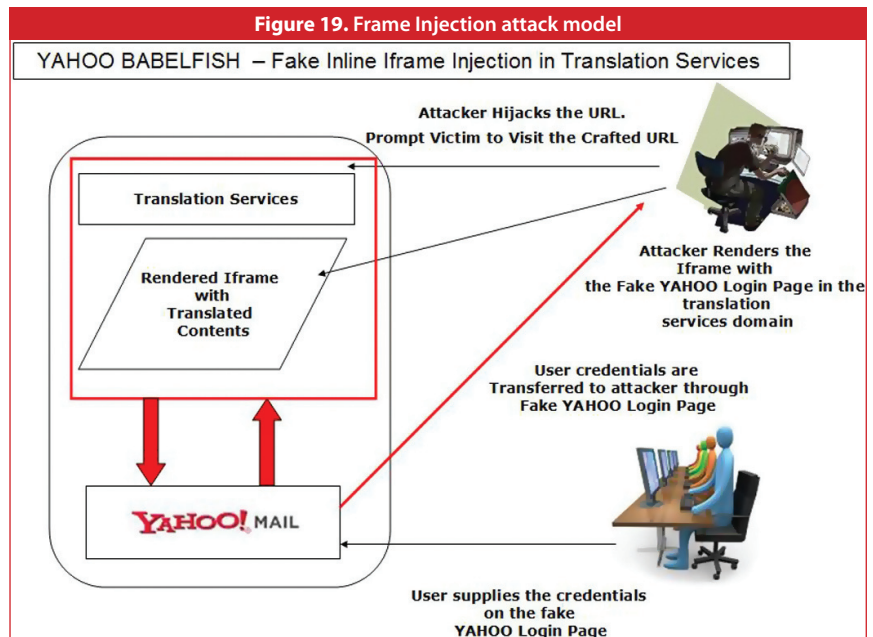 Figure 19. Frame Injection attack model
YAHOO BABELFISH – Fake Inline Iframe Injection in Translation Services
Attacker Hijacks the URL.
Prompt Victim to Visit the Crafted URL
Translation Services
Rendered Iframe
with
Translated
Contents
Attacker Renders the
Iframe with
the Fake YAHOO Login Page in the
translation
services domain
User credentials are
Transferred to attacker through
Fake YAHOO Login Page
YAHOO! MAIL
User supplies the credentials
on the fake
YAHOO Login Page